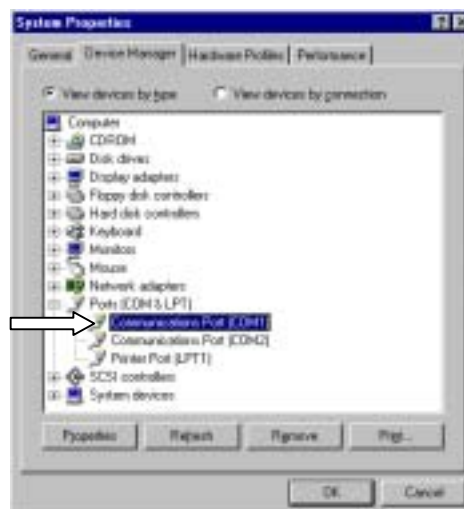 System Properties
General Device Manager Hardware Profiles Performance
View devices by type View devices by connection
Computer
CDROM
Disk drives
Display adapters
Floppy disk controllers
Hard disk controllers
Keyboard
Monitors
Mouse
Network adapters
Ports (COM & LPT)
Communications Port (COM1)
Communications Port (COM2)
Printer Port (LPT1)
SCSI controllers
System devices
Properties Refresh Remove Print...
OK Cancel